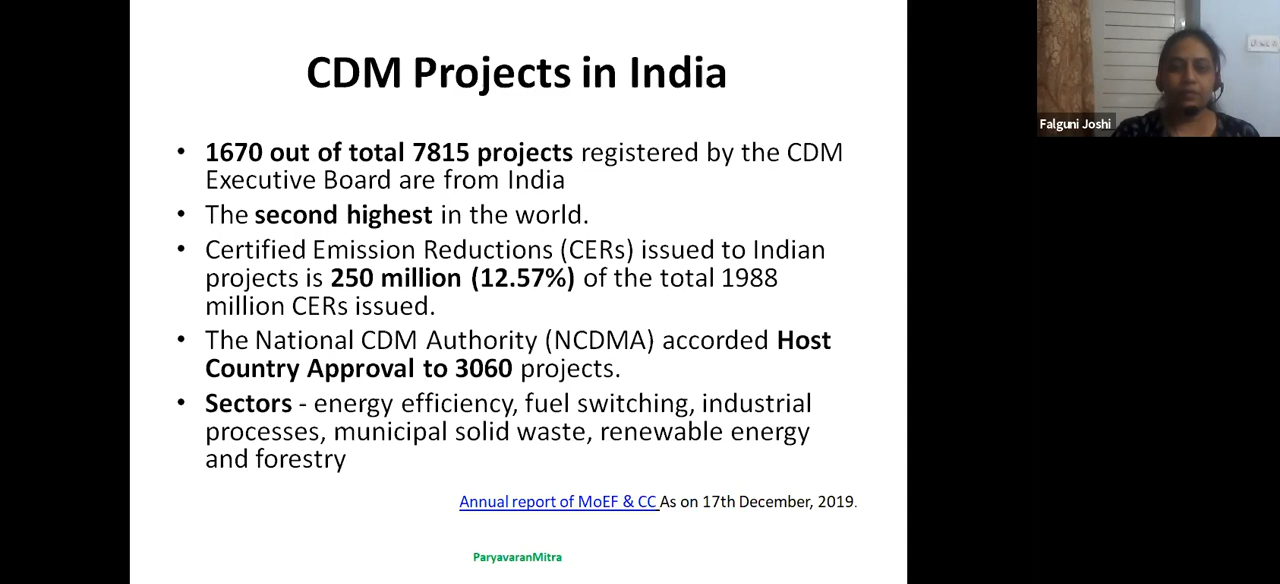 CDM Projects in India
• 1670 out of total 7815 projects registered by the CDM
Executive Board are from India
• The second highest in the world.
• Certified Emission Reductions (CERs) issued to Indian
projects is 250 million (12.57%) of the total 1988
million CERs issued.
• The National CDM Authority (NCDMA) accorded Host
Country Approval to 3060 projects.
• Sectors - energy efficiency, fuel switching, industrial
processes, municipal solid waste, renewable energy
and forestry
Annual report of MoEF & CC As on 17th December, 2019.
ParyavaranMitra
Falguni Joshi